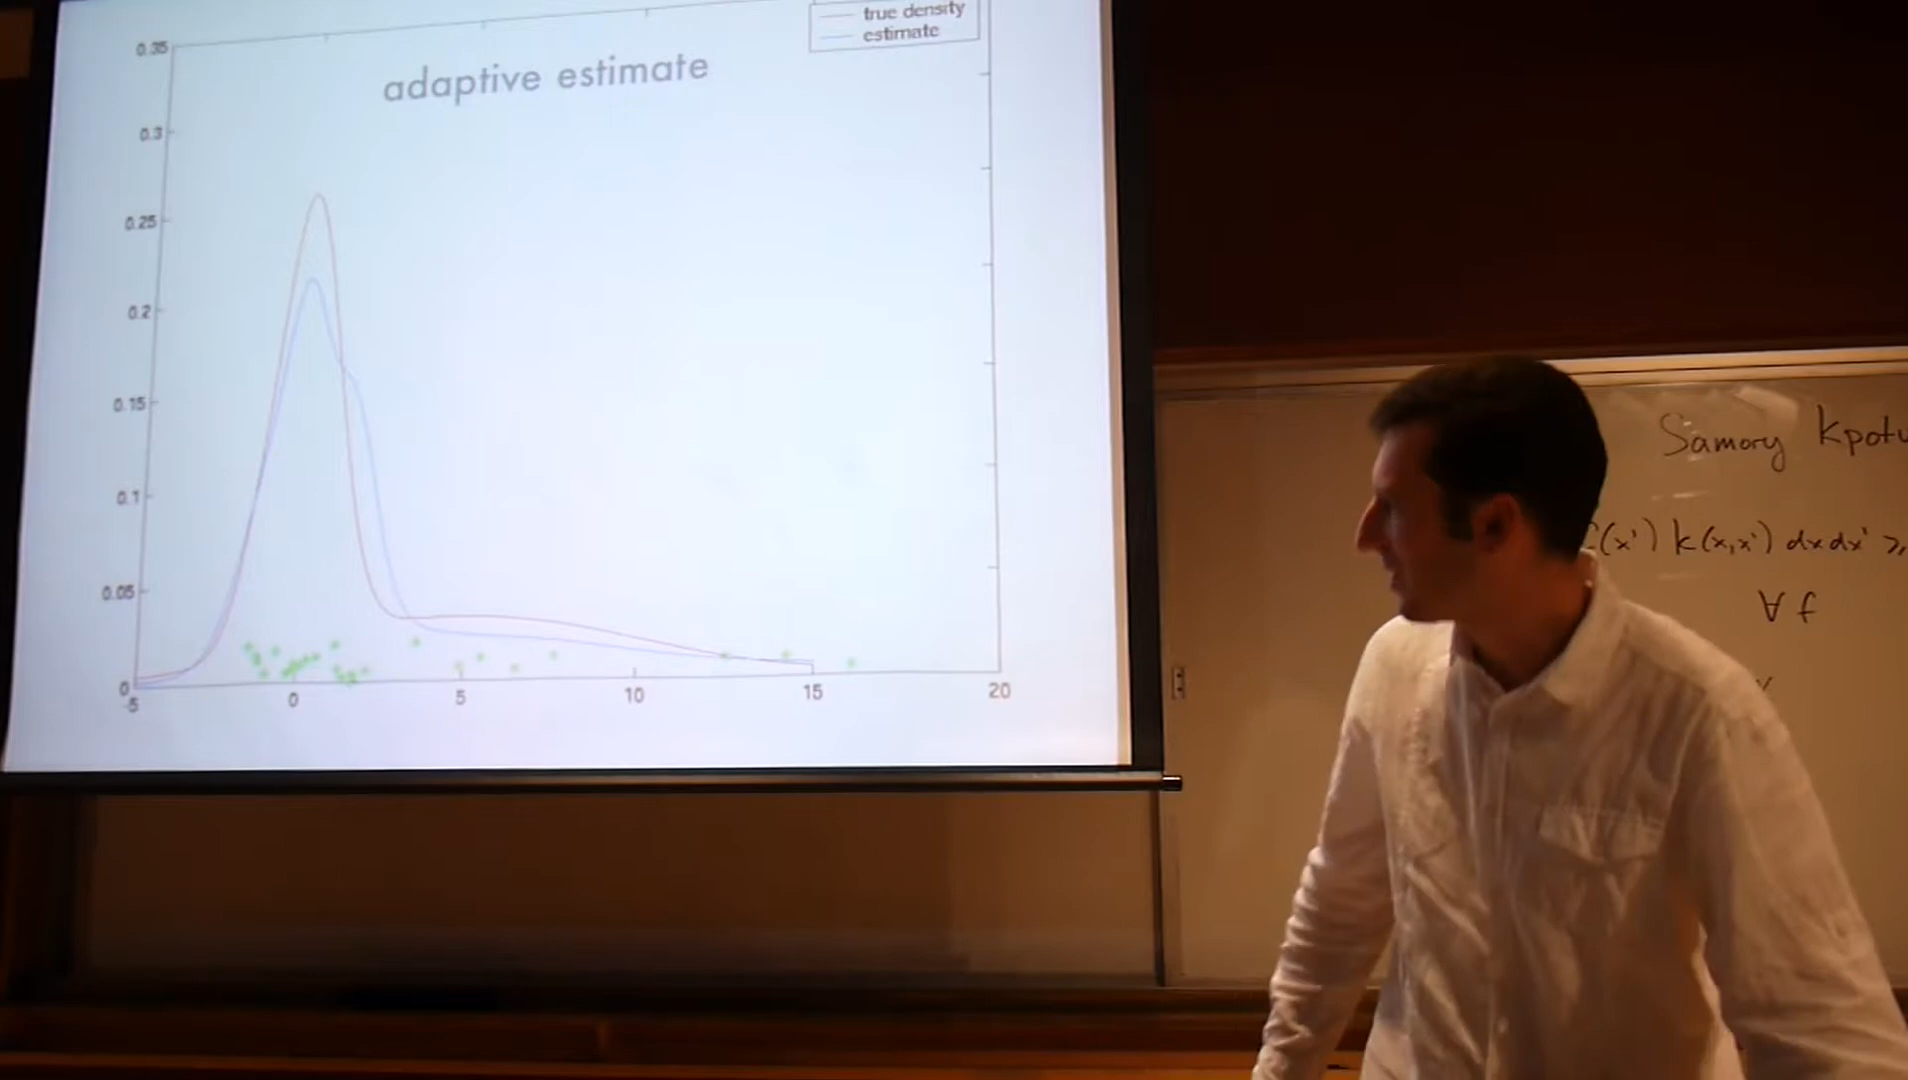 true density
estimate
adaptive estimate
0.35
0.3
0.25
0.2
0.15
0.1
0.05
0
-5 0 5 10 15 20
Samory
(x') k(x,x') dx dx' ≥
∀ f